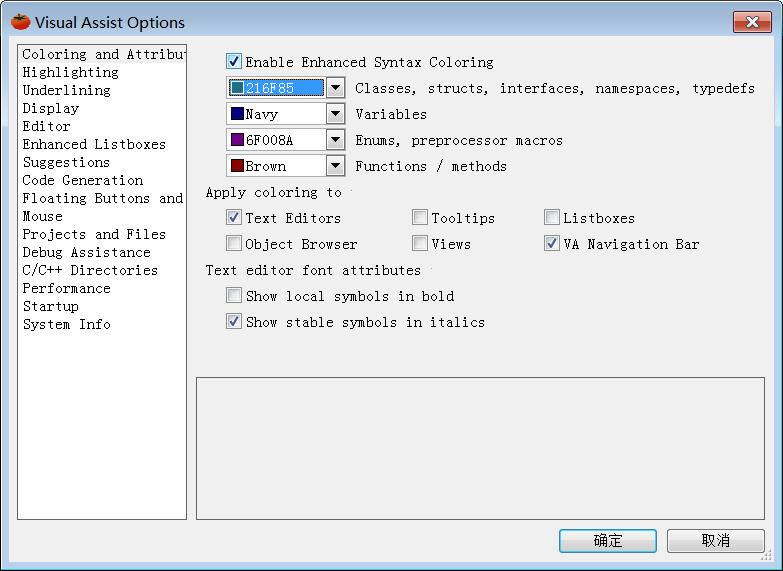 Visual Assist Options
Coloring and Attribut
Highlighting
Underlining
Display
Editor
Enhanced Listboxes
Suggestions
Code Generation
Floating Buttons and
Mouse
Projects and Files
Debug Assistance
C/C++ Directories
Performance
Startup
System Info
Enable Enhanced Syntax Coloring
216F85 Classes, structs, interfaces, namespaces, typedefs
Navy Variables
6F008A Enums, preprocessor macros
Brown Functions / methods
Apply coloring to
Text Editors Tooltips Listboxes
Object Browser Views VA Navigation Bar
Text editor font attributes
Show local symbols in bold
Show stable symbols in italics
确定 取消